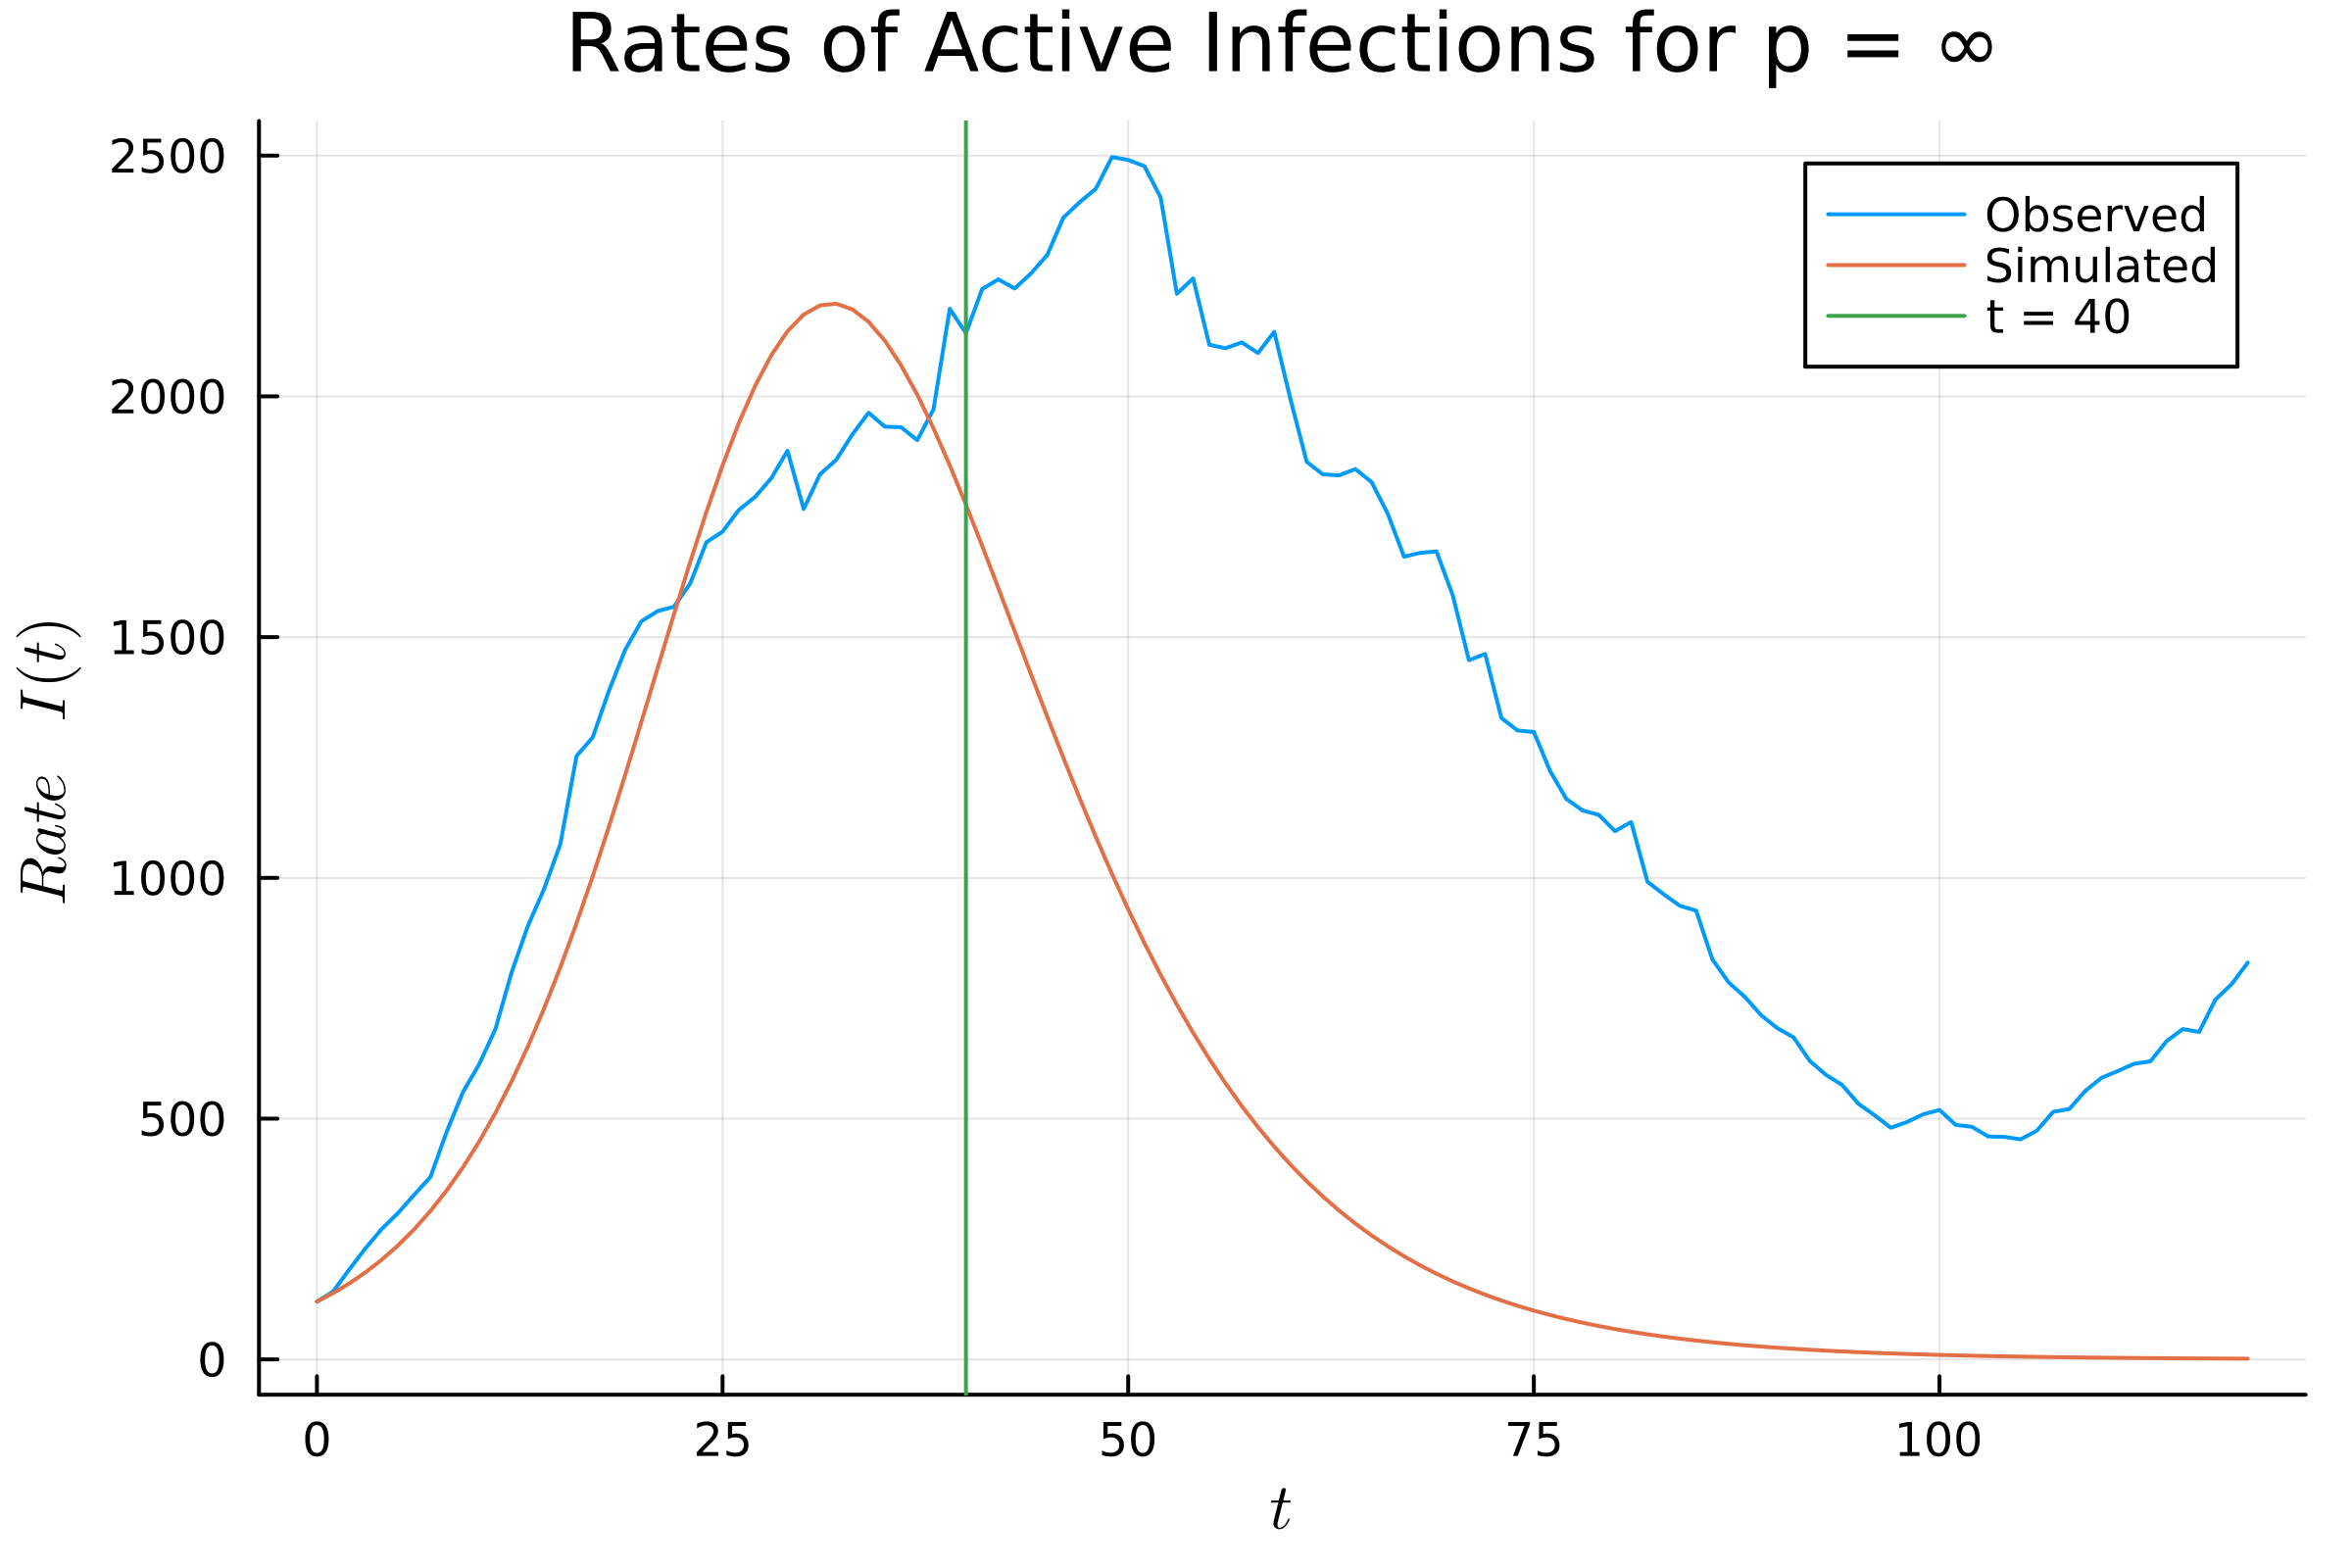 Rates of Active Infections for p = ∞
Rate I(t)
2500
2000
1500
1000
500
0
Observed
Simulated
t = 40
0 25 50 75 100
t